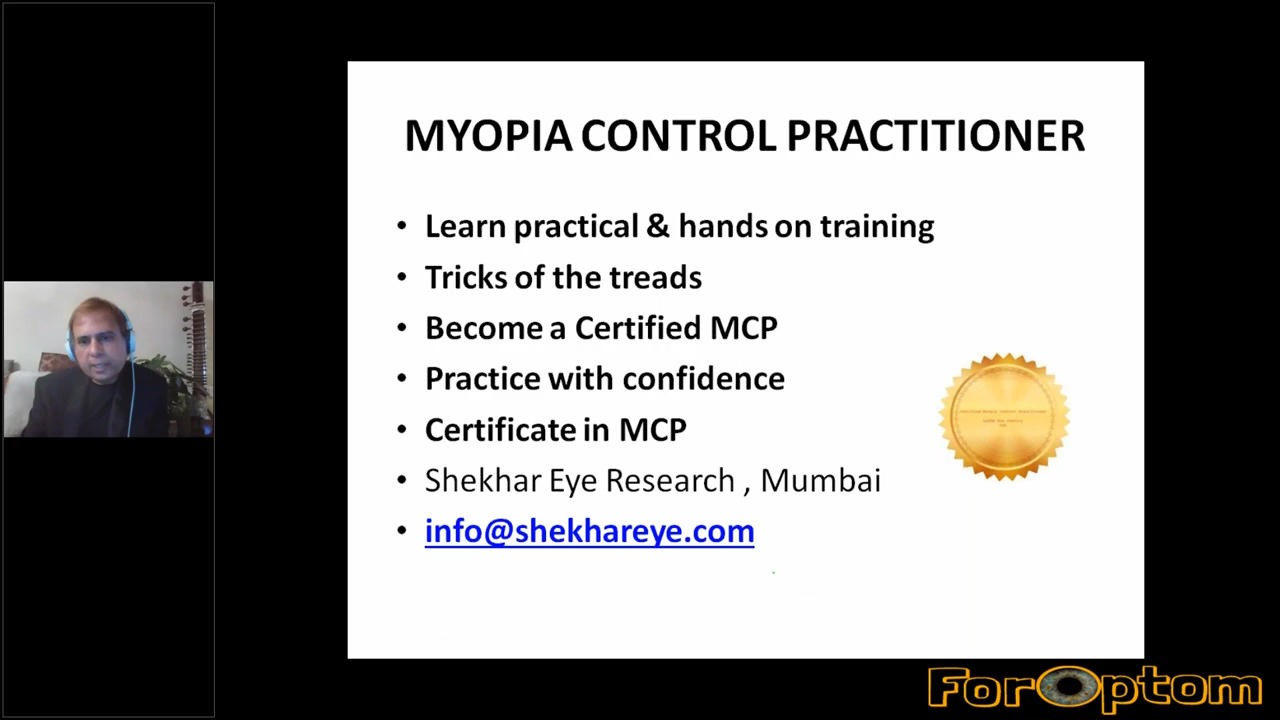 MYOPIA CONTROL PRACTITIONER
• Learn practical & hands on training
• Tricks of the treads
• Become a Certified MCP
• Practice with confidence
• Certificate in MCP
• Shekhar Eye Research , Mumbai
• info@shekhareye.com
ForOptom